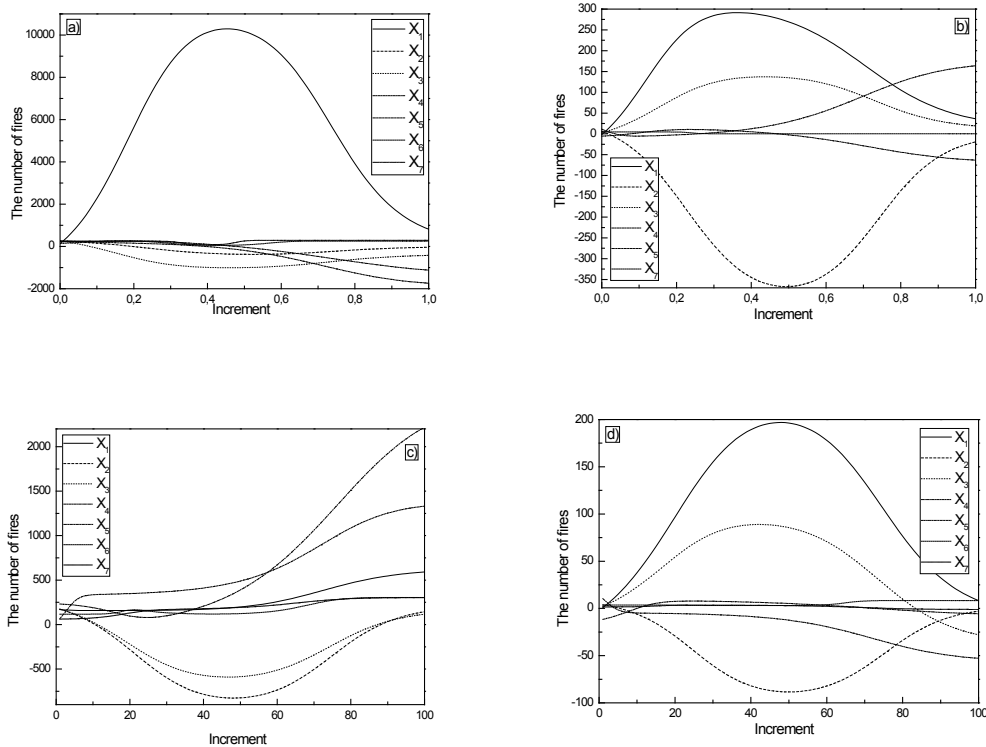 a)
The number of fires
10000
8000
6000
4000
2000
0
-2000
0,0
0,2
0,4
0,6
0,8
1,0
Increment
X1
X2
X3
X4
X5
X6
X7
b)
The number of fires
300
250
200
150
100
50
0
-50
-100
-150
-200
-250
-300
-350
0,0
0,2
0,4
0,6
0,8
1,0
Increment
X1
X2
X3
X4
X5
X7
c)
The number of fires
2000
1500
1000
500
0
-500
0
20
40
60
80
100
Increment
X1
X2
X3
X4
X5
X6
X7
d)
The number of fires
200
150
100
50
0
-50
-100
0
20
40
60
80
100
Increment
X1
X2
X3
X4
X5
X6
X7